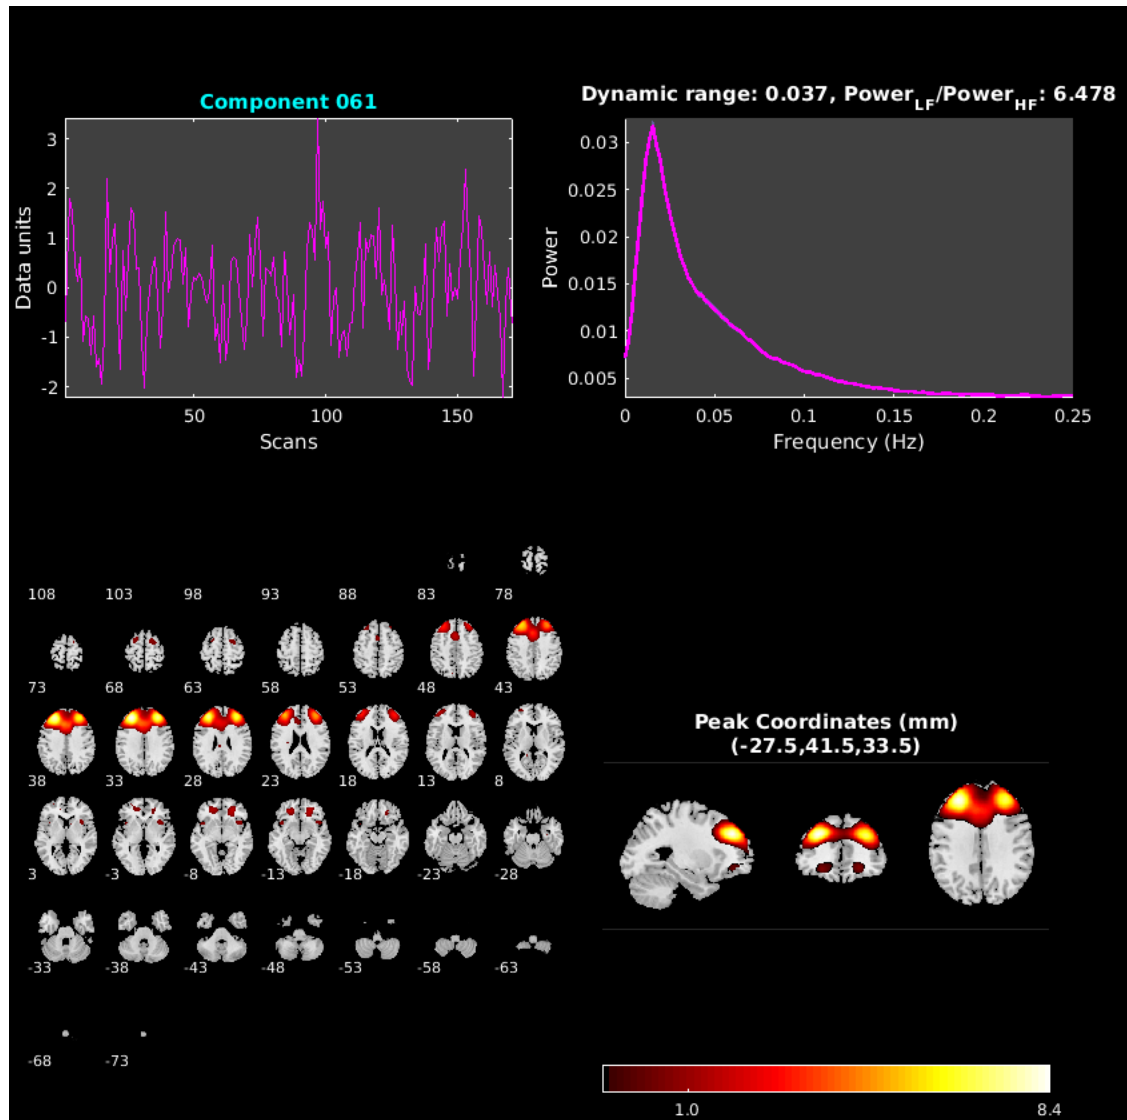 Component 061
Dynamic range: 0.037, Power_LF/Power_HF: 6.478
3
2
1
0
-1
-2
Data units
50
100
150
Scans
0.03
0.025
0.02
0.015
0.01
0.005
Power
0
0.05
0.1
0.15
0.2
0.25
Frequency (Hz)
108 103 98 93 88 83 78
73 68 63 58 53 48 43
38 33 28 23 18 13 8
3 -3 -8 -13 -18 -23 -28
-33 -38 -43 -48 -53 -58 -63
-68 -73
Peak Coordinates (mm)
(-27.5,41.5,33.5)
1.0
8.4